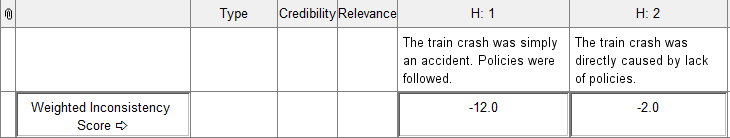 Type Credibility Relevance H: 1 H: 2
The train crash was simply
an accident. Policies were
followed.
The train crash was
directly caused by lack
of policies.
Weighted Inconsistency
Score ➪
-12.0 -2.0